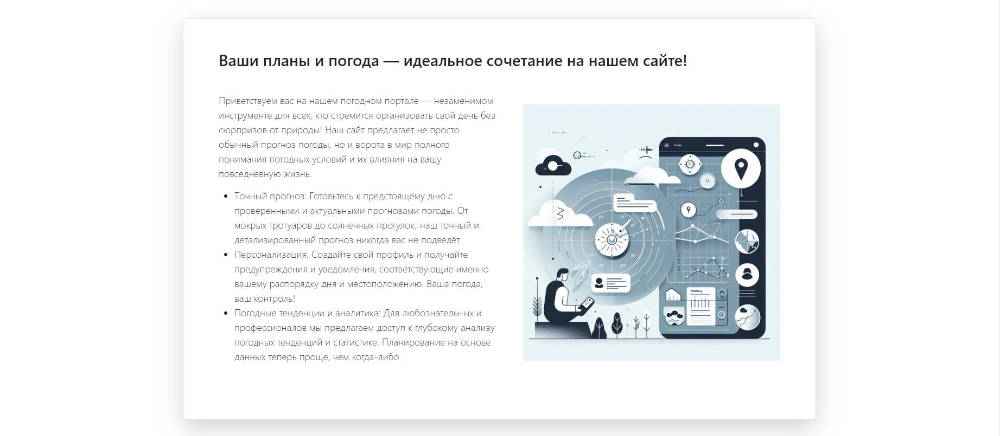 Ваши планы и погода — идеальное сочетание на нашем сайте!
Приветствуем вас на нашем погодном портале — незаменимом
инструменте для всех, кто стремится организовать свой день без
сюрпризов от природы! Наш сайт предлагает не просто
обычный прогноз погоды, но и ворота в мир полного
понимания погодных условий и их влияния на вашу
повседневную жизнь.
Точный прогноз: Готовьтесь к предстоящему дню с
проверенными и актуальными прогнозами погоды. От
мокрых тротуаров до солнечных прогулок, наш точный и
детализированный прогноз никогда вас не подведёт.
Персонализация: Создайте свой профиль и получайте
предупреждения и уведомления, соответствующие именно
вашему распорядку дня и местоположению. Ваша погода,
ваш контроль!
Погодные тенденции и аналитика: Для любознательных и
профессионалов мы предлагаем доступ к глубокому анализу
погодных тенденций и статистике. Планирование на основе
данных теперь проще, чем когда-либо.